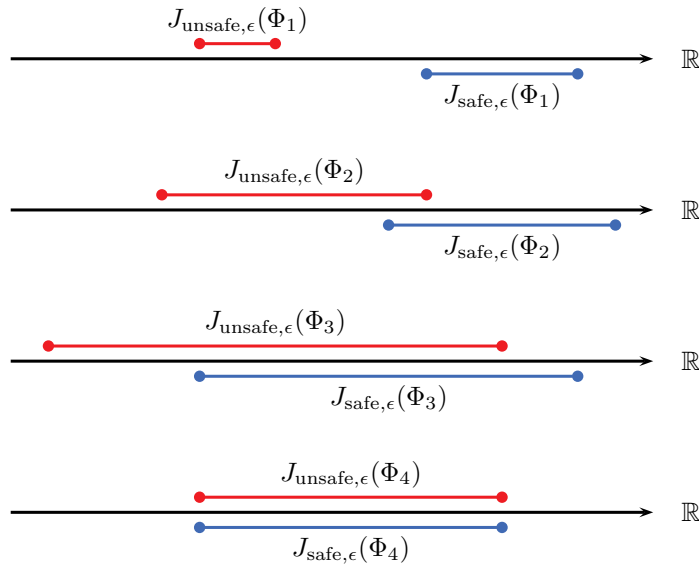 J_{unsafe,ϵ}(Φ_1)
ℝ
J_{safe,ϵ}(Φ_1)
J_{unsafe,ϵ}(Φ_2)
ℝ
J_{safe,ϵ}(Φ_2)
J_{unsafe,ϵ}(Φ_3)
ℝ
J_{safe,ϵ}(Φ_3)
J_{unsafe,ϵ}(Φ_4)
ℝ
J_{safe,ϵ}(Φ_4)